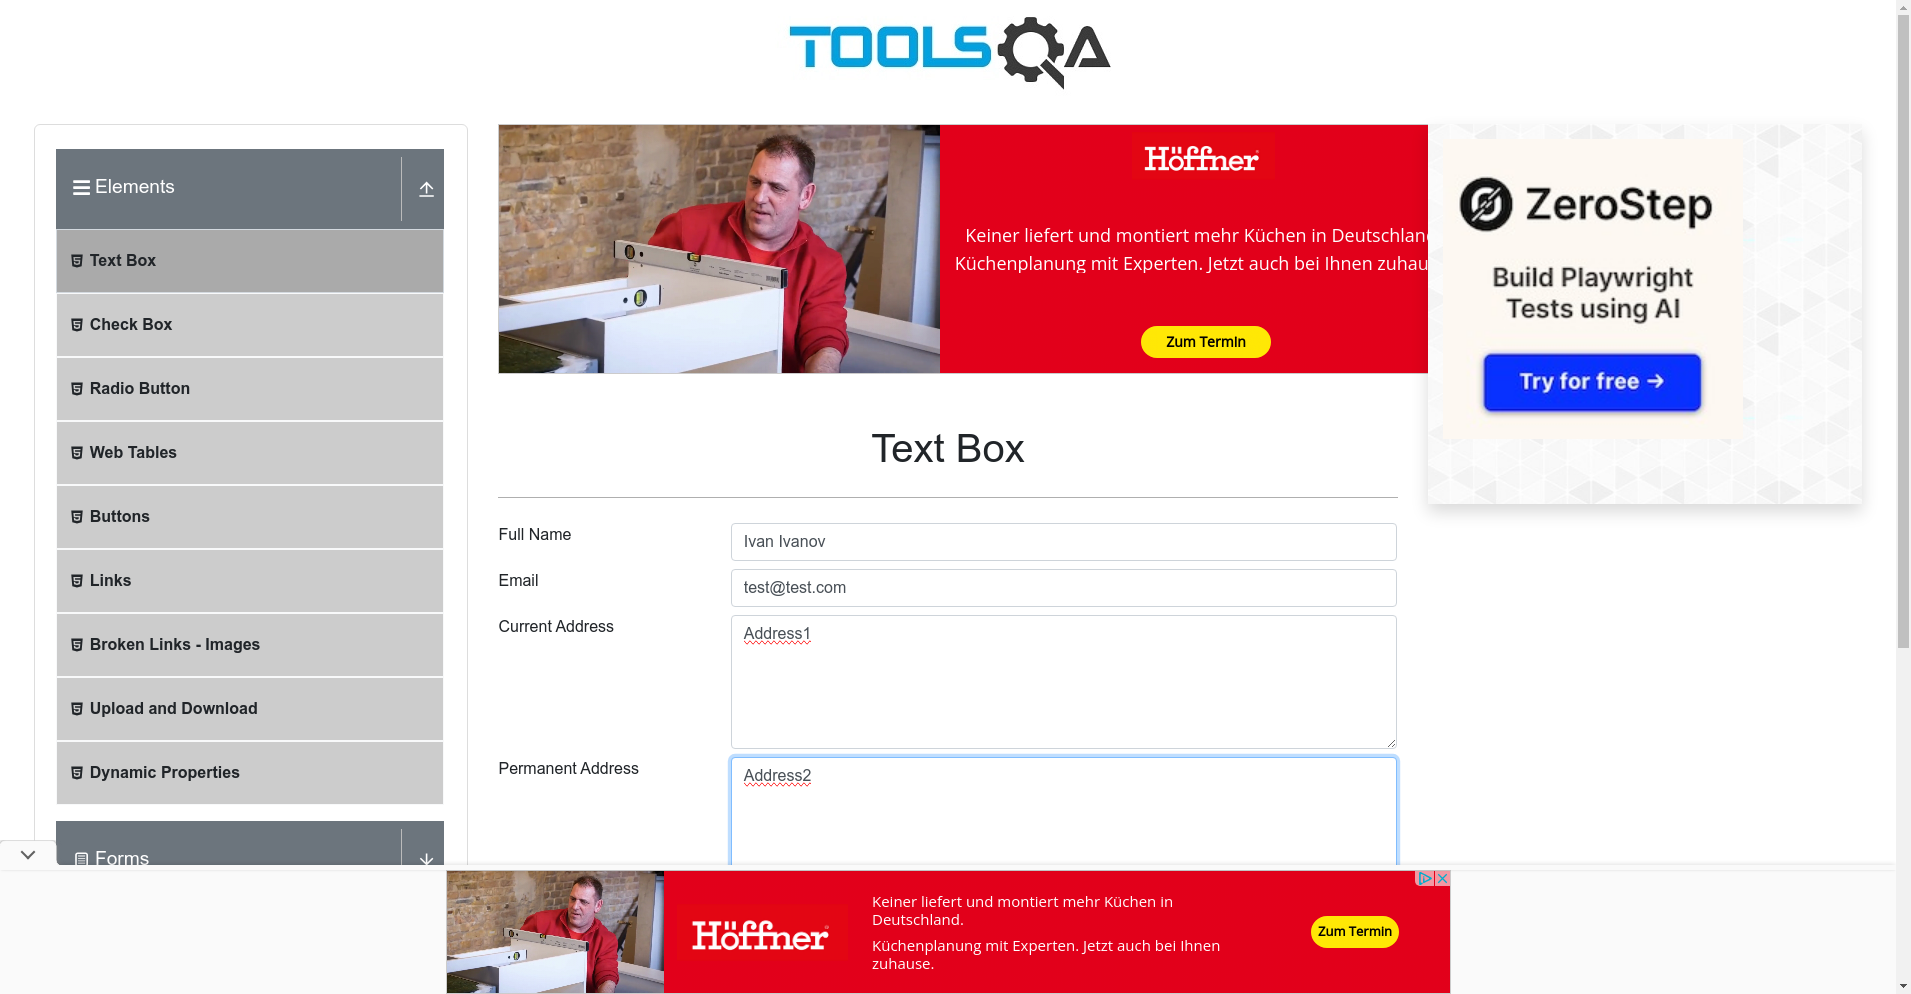 TOOLSQA
Elements
Text Box
Check Box
Radio Button
Web Tables
Buttons
Links
Broken Links - Images
Upload and Download
Dynamic Properties
Forms
Höffner
Keiner liefert und montiert mehr Küchen in Deutschland
Küchenplanung mit Experten. Jetzt auch bei Ihnen zuhau
Zum Termin
ZeroStep
Build Playwright
Tests using AI
Try for free →
Text Box
Full Name
Ivan Ivanov
Email
test@test.com
Current Address
Address1
Permanent Address
Address2
Höffner
Keiner liefert und montiert mehr Küchen in
Deutschland.
Küchenplanung mit Experten. Jetzt auch bei Ihnen
zuhause.
Zum Termin